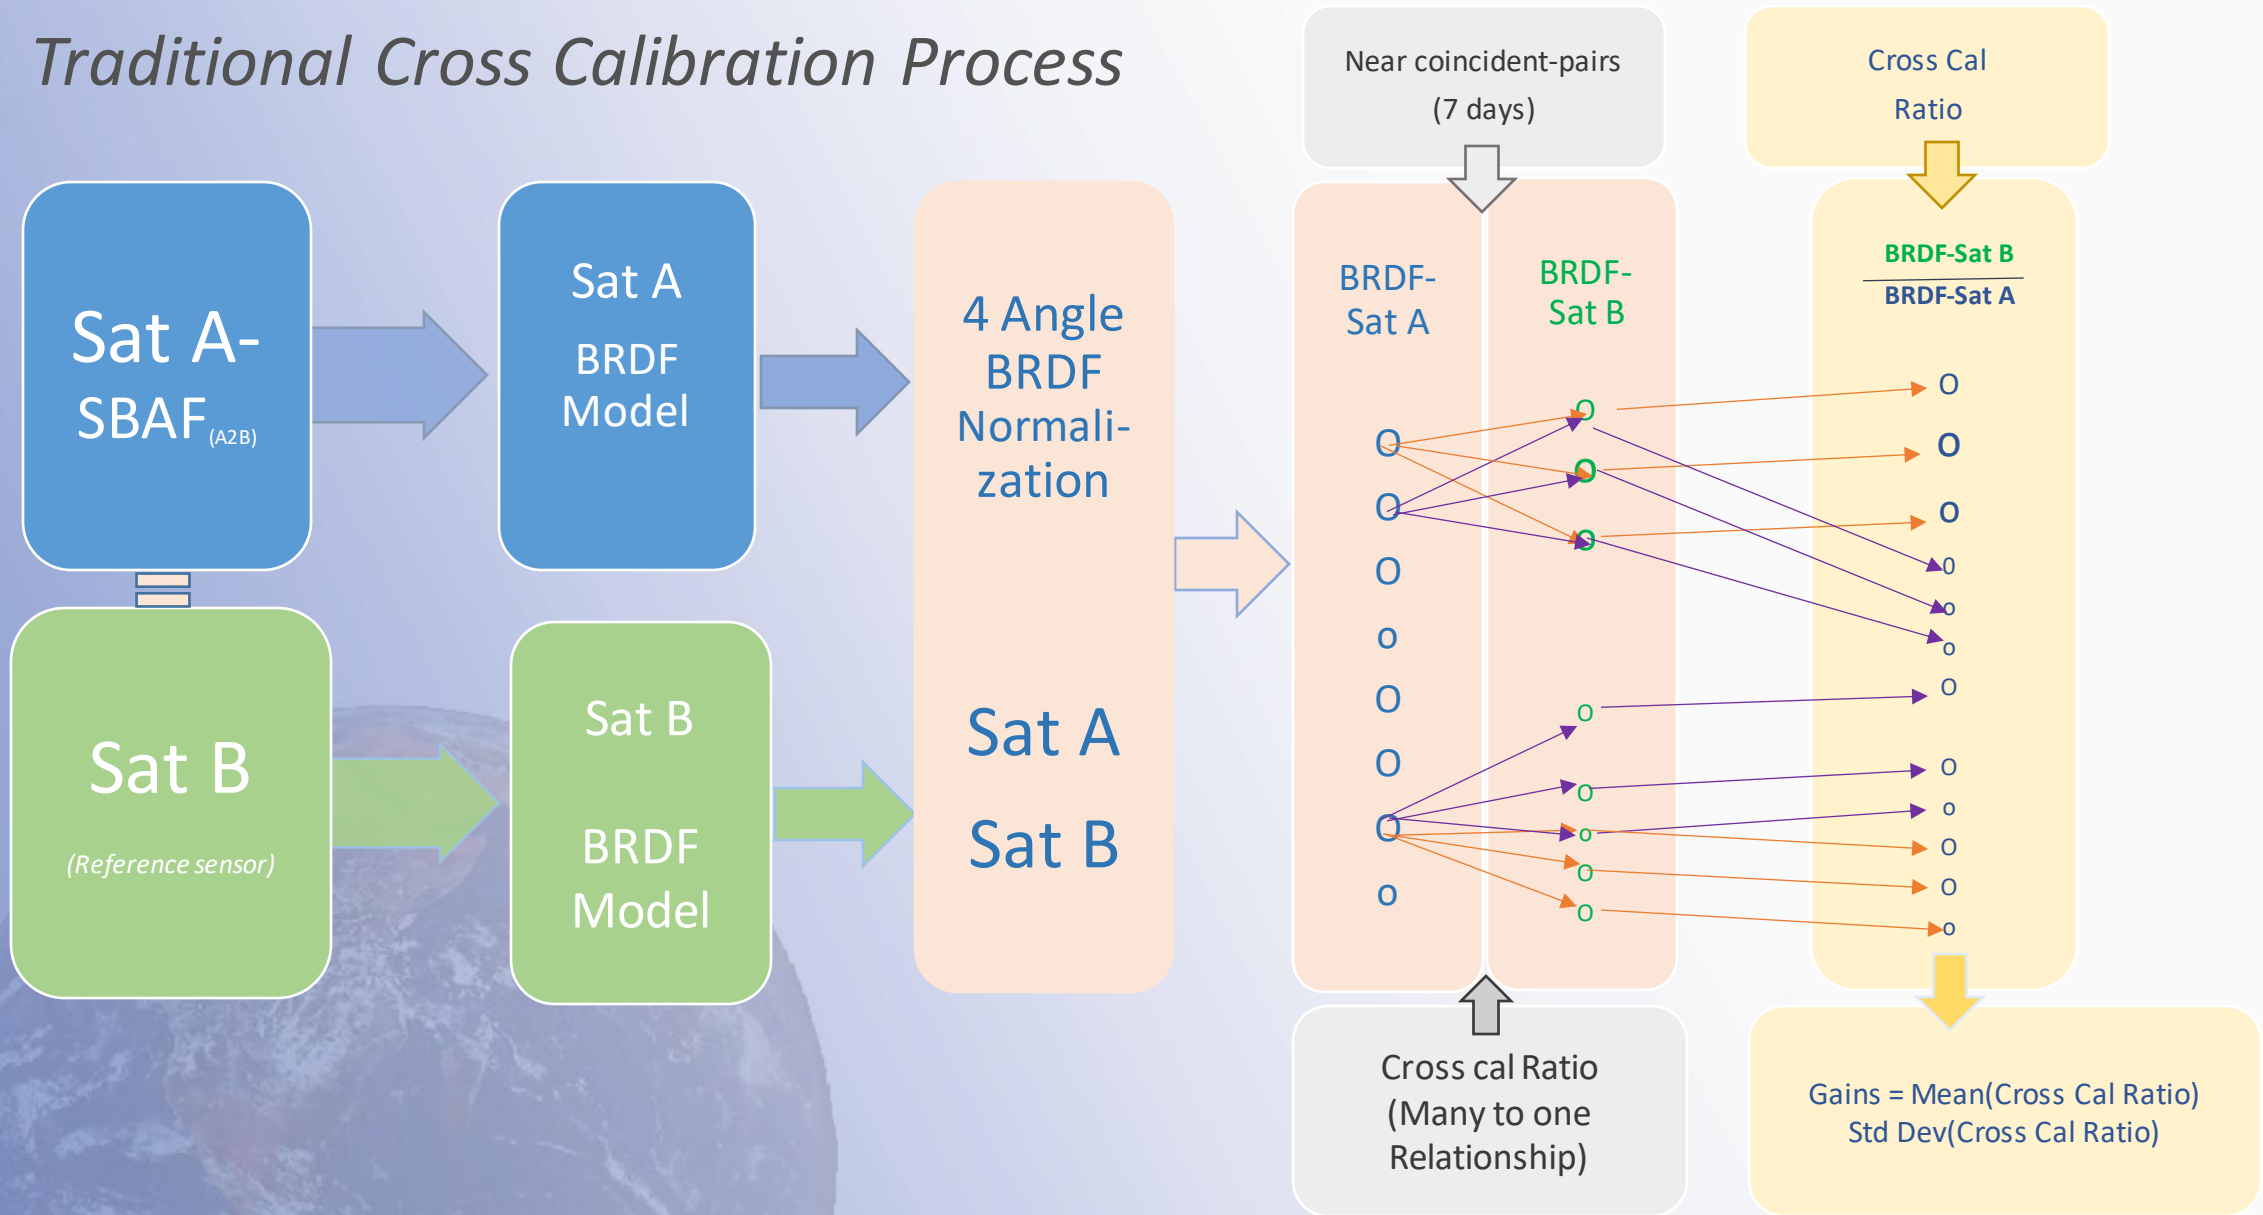 Traditional Cross Calibration Process
Near coincident-pairs
(7 days)
Cross Cal
Ratio
Sat A-
SBAF(A2B)
Sat A
BRDF
Model
4 Angle
BRDF
Normali-
zation
Sat A
Sat B
Sat B
(Reference sensor)
Sat B
BRDF
Model
BRDF-
Sat A
O
O
O
o
O
O
O
o
BRDF-
Sat B
O
O
O
O
O
o
O
O
BRDF-Sat B
BRDF-Sat A
O
O
O
O
o
o
O
O
o
O
O
o
Cross cal Ratio
(Many to one
Relationship)
Gains = Mean(Cross Cal Ratio)
Std Dev(Cross Cal Ratio)